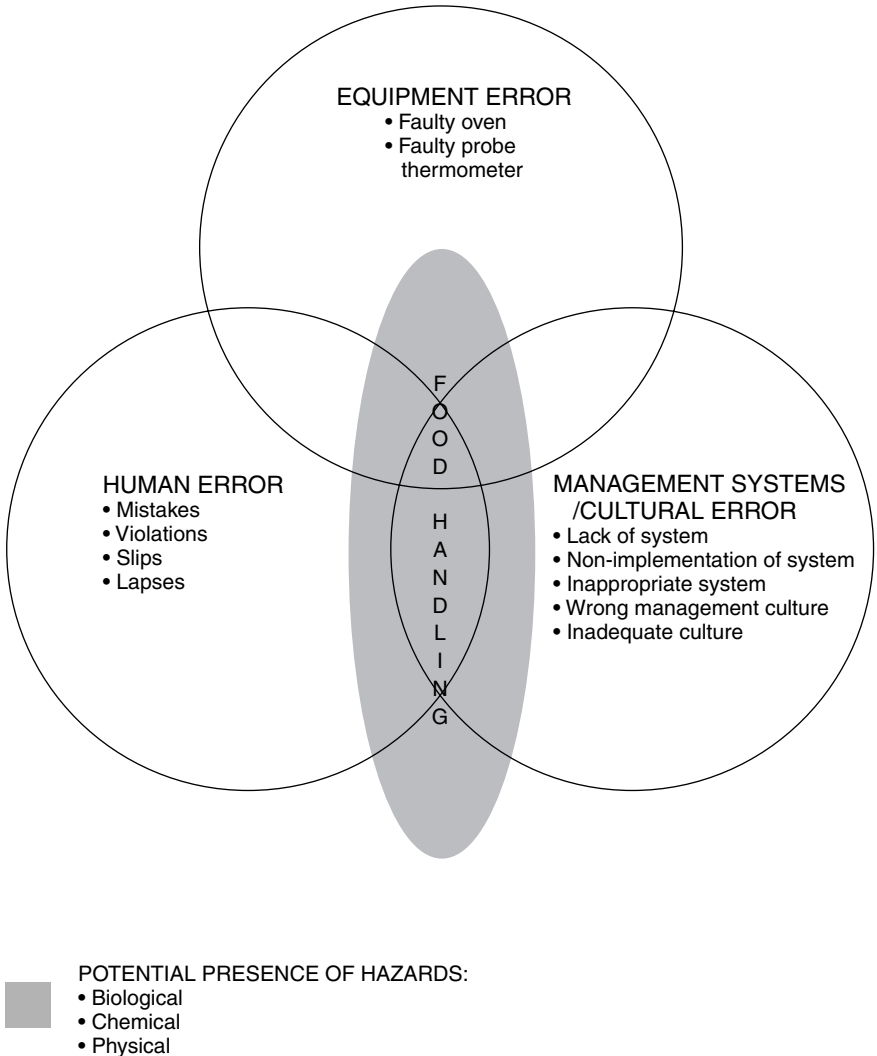 EQUIPMENT ERROR
• Faulty oven
• Faulty probe
thermometer
FOOD HANDLING
HUMAN ERROR
• Mistakes
• Violations
• Slips
• Lapses
MANAGEMENT SYSTEMS
/CULTURAL ERROR
• Lack of system
• Non-implementation of system
• Inappropriate system
• Wrong management culture
• Inadequate culture
POTENTIAL PRESENCE OF HAZARDS:
• Biological
• Chemical
• Physical